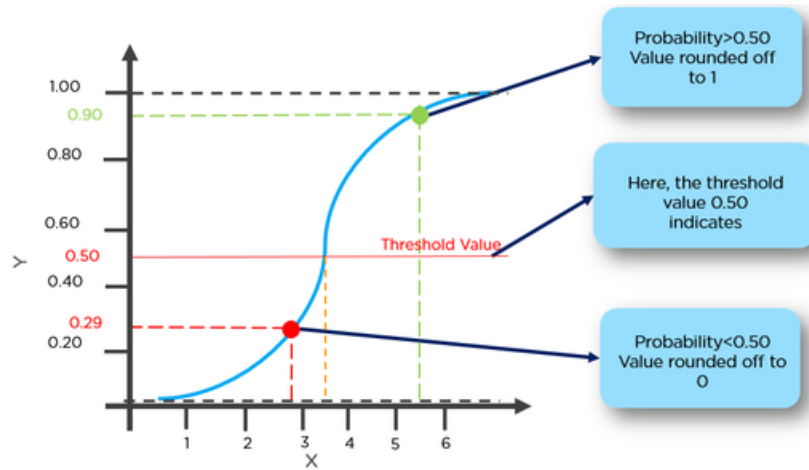 1.00
0.90
0.80
0.60
0.50
0.40
0.29
0.20
Y
Threshold Value
1 2 3 4 5 6
X
Probability>0.50
Value rounded off
to 1
Here, the threshold
value 0.50
indicates
Probability<0.50
Value rounded off to
0